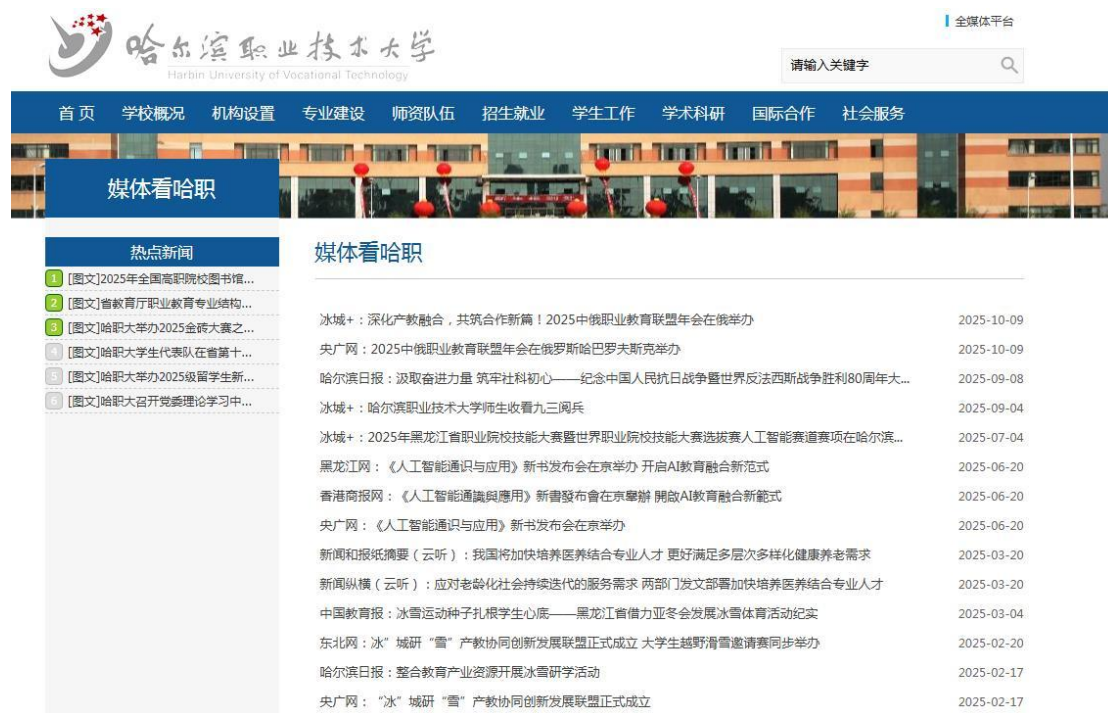 全媒体平台
哈尔滨职业技术大学
Harbin University of Vocational Technology
请输入关键字
首页 学校概况 机构设置 专业建设 师资队伍 招生就业 学生工作 学术科研 国际合作 社会服务
媒体看哈职
热点新闻
1 [图文]2025年全国高职院校图书馆...
2 [图文]省教育厅职业教育专业结构...
3 [图文]哈职大举办2025金砖大赛之...
4 [图文]哈职大学生代表队在省第十...
5 [图文]哈职大举办2025级留学生新...
6 [图文]哈职大召开党委理论学习中...
媒体看哈职
冰城+：深化产教融合，共筑合作新篇！2025中俄职业教育联盟年会在俄举办 2025-10-09
央广网：2025中俄职业教育联盟年会在俄罗斯哈巴罗夫斯克举办 2025-10-09
哈尔滨日报：汲取奋进力量 筑牢社科初心——纪念中国人民抗日战争暨世界反法西斯战争胜利80周年大... 2025-09-08
冰城+：哈尔滨职业技术大学师生收看九三阅兵 2025-09-04
冰城+：2025年黑龙江省职业院校技能大赛暨世界职业院校技能大赛选拔赛人工智能赛道赛项在哈尔滨... 2025-07-04
黑龙江网：《人工智能通识与应用》新书发布会在京举办 开启AI教育融合新范式 2025-06-20
香港商报网：《人工智能通識與應用》新書發布會在京舉辦 開啟AI教育融合新範式 2025-06-20
央广网：《人工智能通识与应用》新书发布会在京举办 2025-06-20
新闻和报纸摘要（云听）：我国将加快培养医养结合专业人才 更好满足多层次多样化健康养老需求 2025-03-20
新闻纵横（云听）：应对老龄化社会持续迭代的服务需求 两部门发文部署加快培养医养结合专业人才 2025-03-20
中国教育报：冰雪运动种子扎根学生心底——黑龙江省借力亚冬会发展冰雪体育活动纪实 2025-03-04
东北网：冰”城研“雪”产教协同创新发展联盟正式成立 大学生越野滑雪邀请赛同步举办 2025-02-20
哈尔滨日报：整合教育产业资源开展冰雪研学活动 2025-02-17
央广网：“冰”城研“雪”产教协同创新发展联盟正式成立 2025-02-17